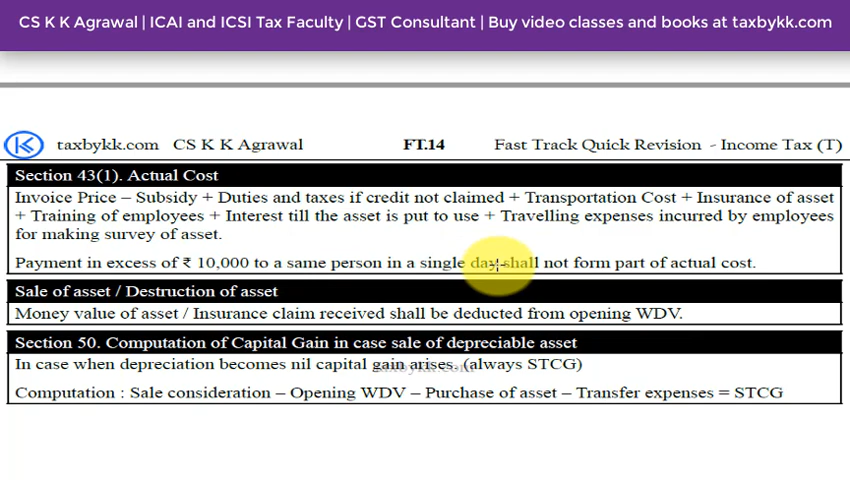 CS K K Agrawal | ICAI and ICSI Tax Faculty | GST Consultant | Buy video classes and books at taxbykk.com
taxbykk.com CS K K Agrawal FT.14 Fast Track Quick Revision - Income Tax (T)
Section 43(1). Actual Cost
Invoice Price – Subsidy + Duties and taxes if credit not claimed + Transportation Cost + Insurance of asset
+ Training of employees + Interest till the asset is put to use + Travelling expenses incurred by employees
for making survey of asset.
Payment in excess of ₹ 10,000 to a same person in a single day shall not form part of actual cost.
Sale of asset / Destruction of asset
Money value of asset / Insurance claim received shall be deducted from opening WDV.
Section 50. Computation of Capital Gain in case sale of depreciable asset
In case when depreciation becomes nil capital gain arises. (always STCG)
taxbykk.com
Computation : Sale consideration – Opening WDV – Purchase of asset – Transfer expenses = STCG